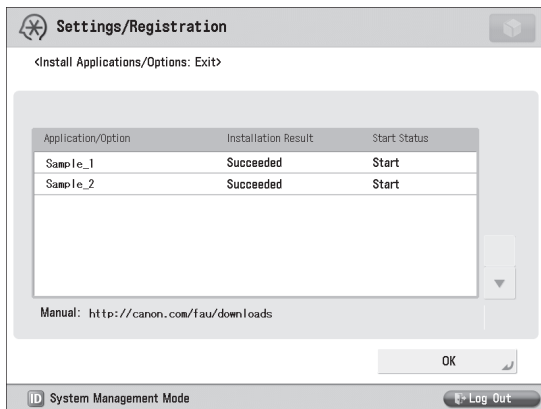 Settings/Registration
<Install Applications/Options: Exit>
Application/Option Installation Result Start Status
Sample_1 Succeeded Start
Sample_2 Succeeded Start
Manual: http://canon.com/fau/downloads
OK
ID System Management Mode Log Out